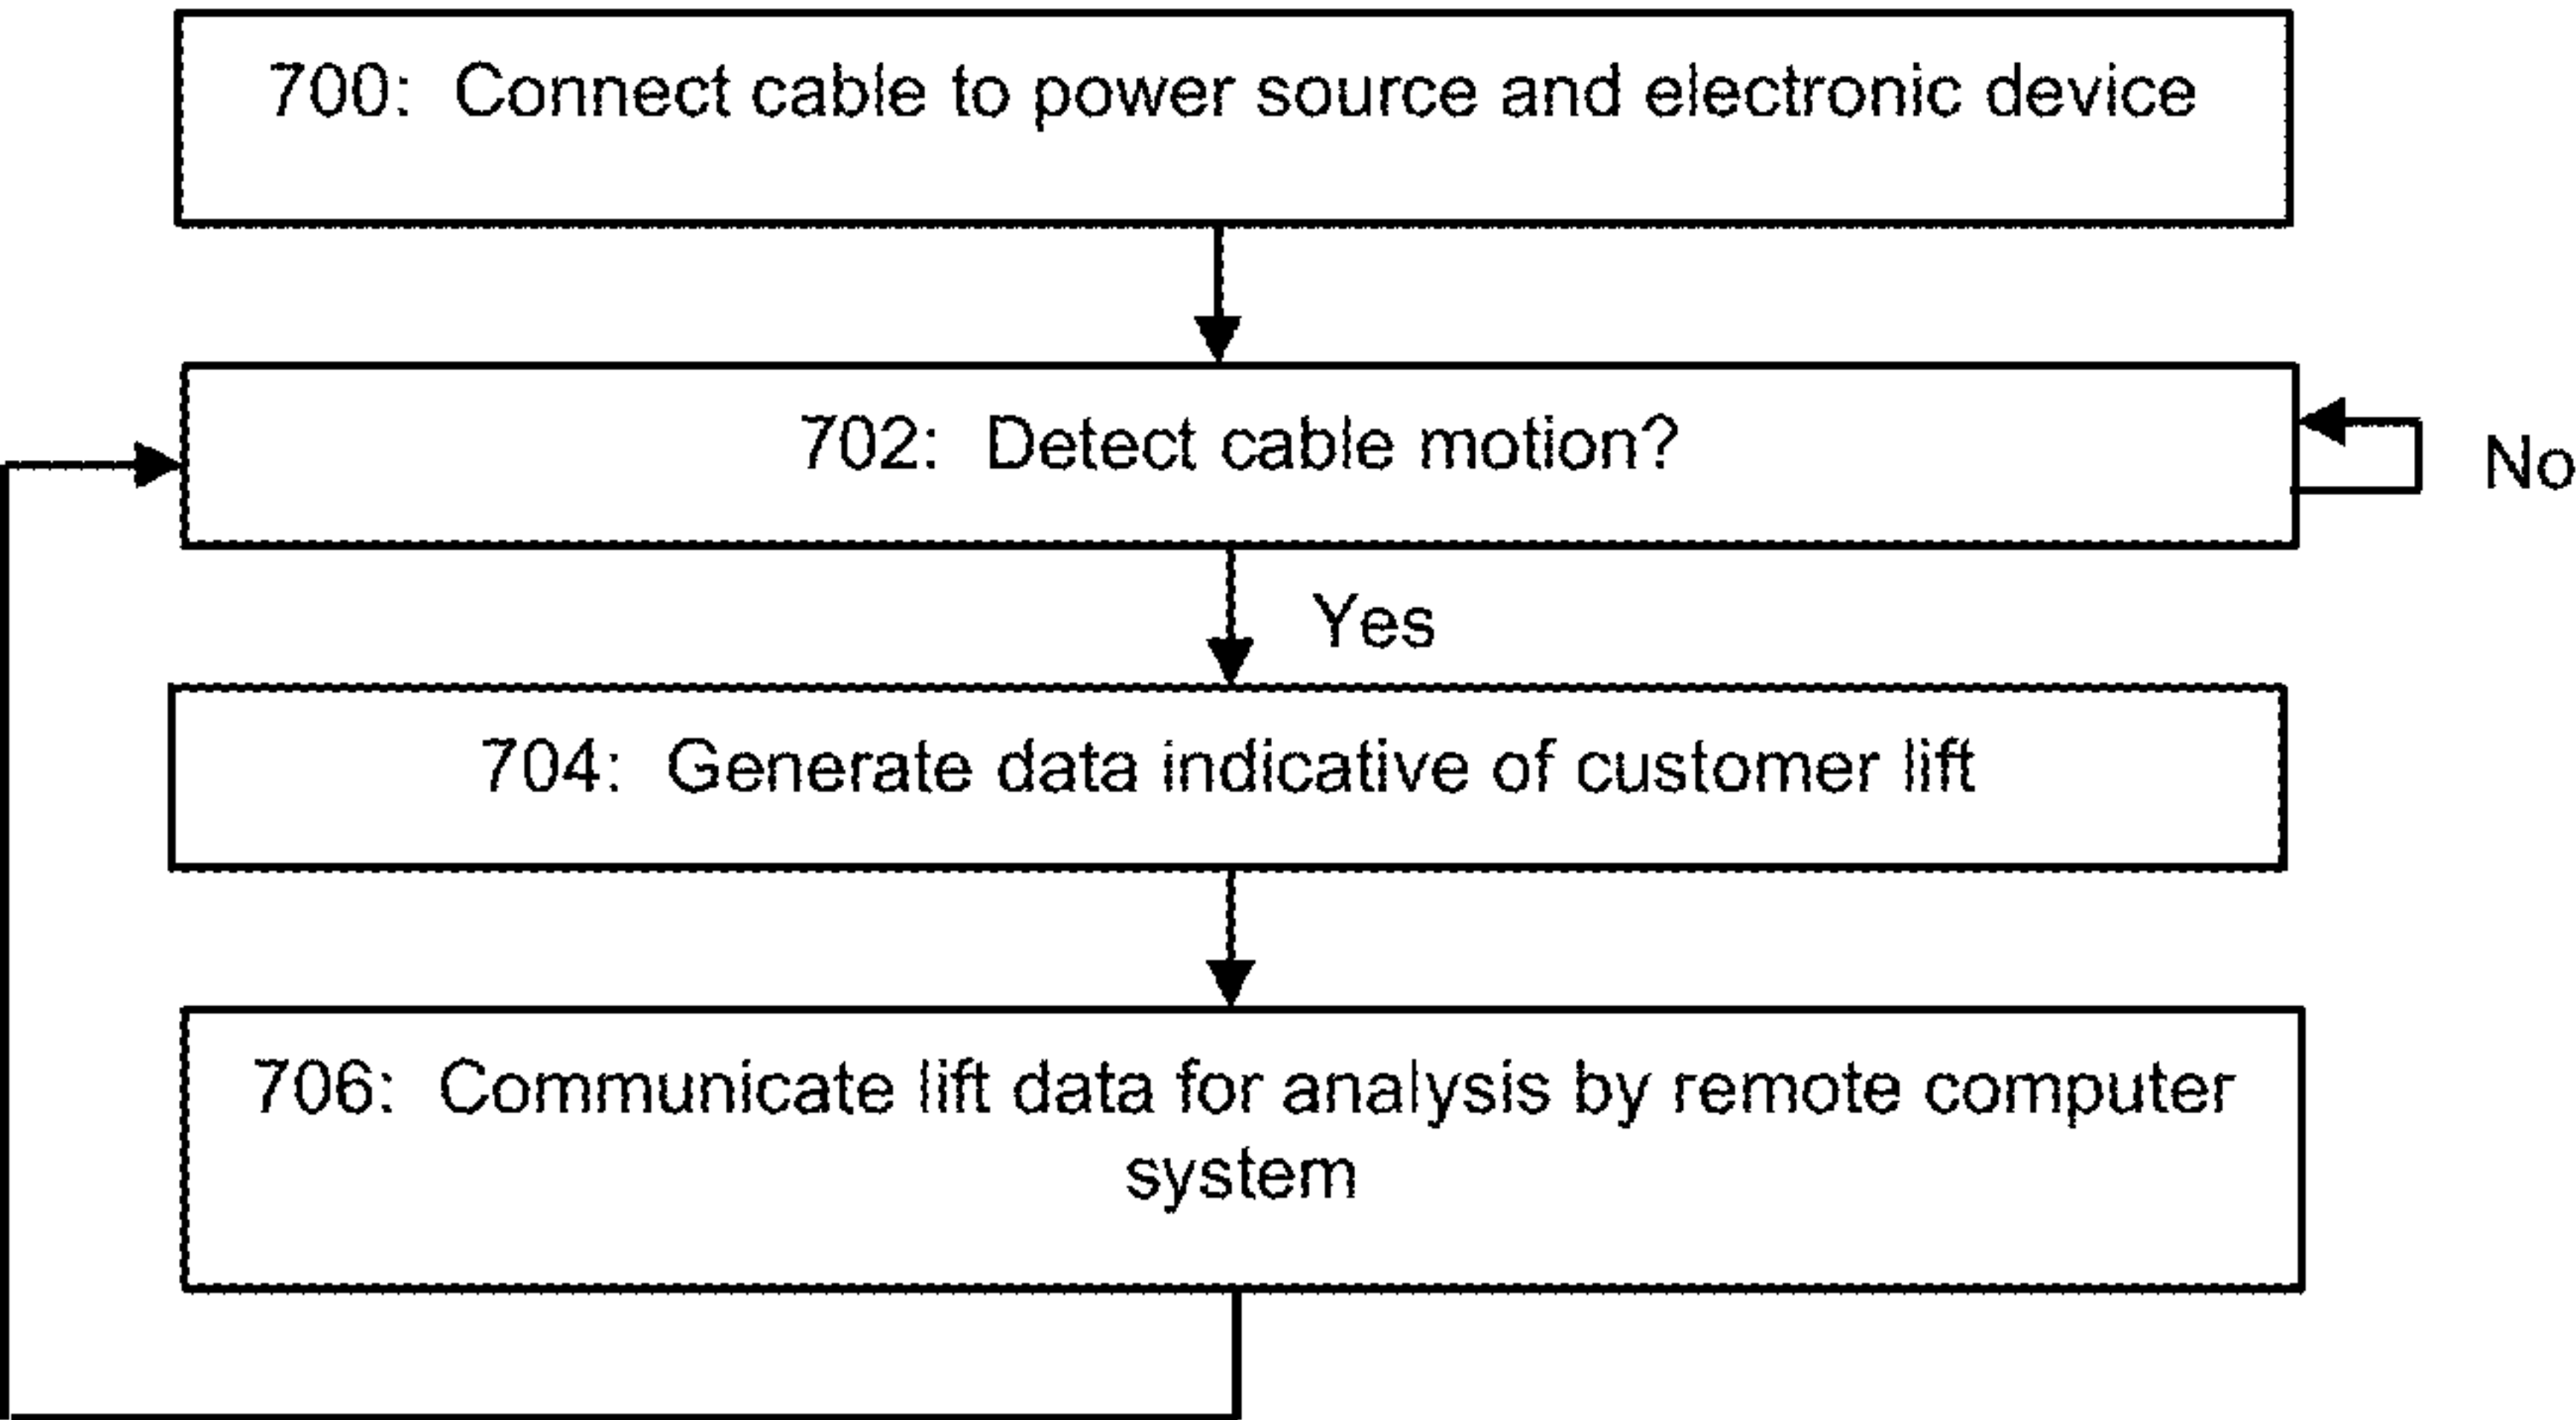 700: Connect cable to power source and electronic device
702: Detect cable motion?
No
Yes
704: Generate data indicative of customer lift
706: Communicate lift data for analysis by remote computer
system